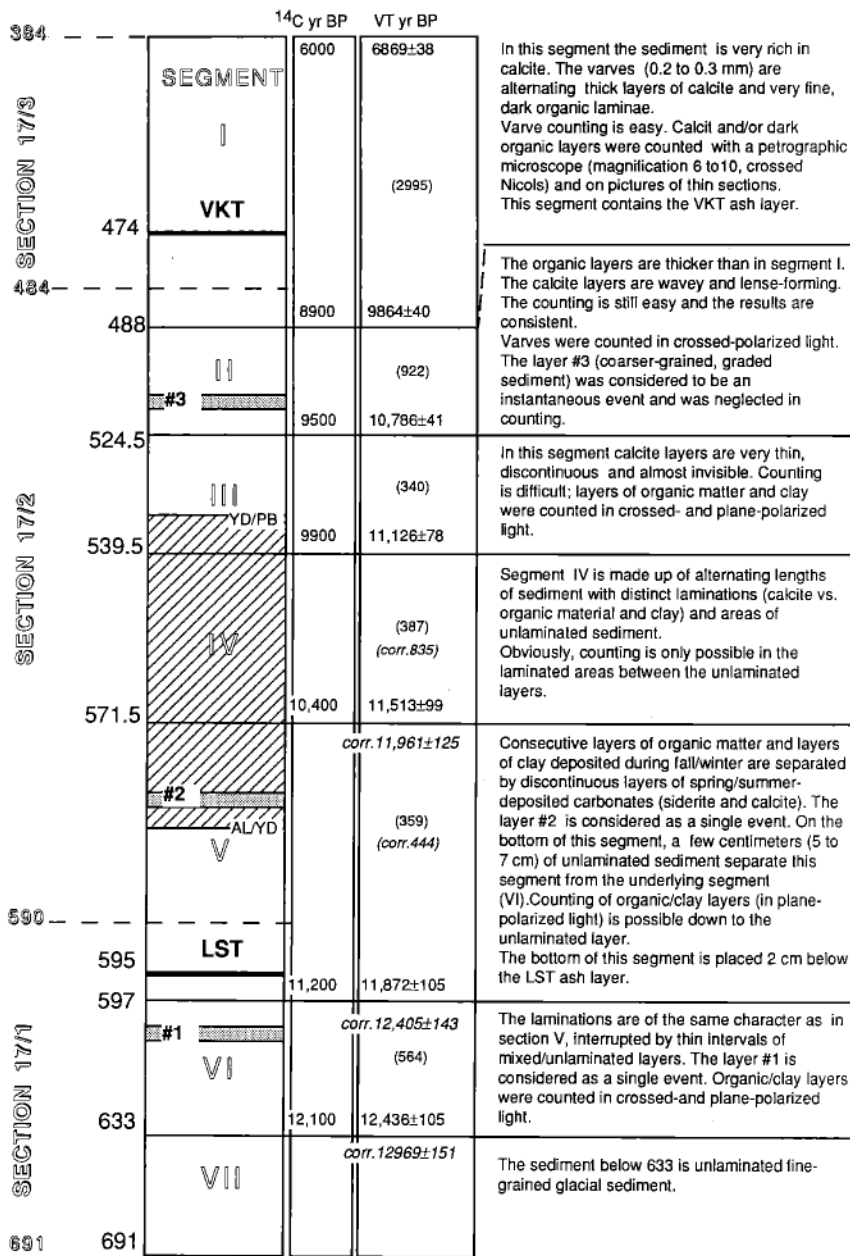 14C yr BP VT yr BP
384
6000 6869±38
SEGMENT
I
SECTION 17/3
(2995)
VKT
474
484
8900 9864±40
488
In this segment the sediment is very rich in
calcite. The varves (0.2 to 0.3 mm) are
alternating thick layers of calcite and very fine,
dark organic laminae.
Varve counting is easy. Calcit and/or dark
organic layers were counted with a petrographic
microscope (magnification 6 to10, crossed
Nicols) and on pictures of thin sections.
This segment contains the VKT ash layer.
II
(922)
#3
9500 10,786±41
524.5
The organic layers are thicker than in segment I.
The calcite layers are wavey and lense-forming.
The counting is still easy and the results are
consistent.
Varves were counted in crossed-polarized light.
The layer #3 (coarser-grained, graded
sediment) was considered to be an
instantaneous event and was neglected in
counting.
SECTION 17/2
III
(340)
YD/PB
9900 11,126±78
539.5
In this segment calcite layers are very thin,
discontinuous and almost invisible. Counting
is difficult; layers of organic matter and clay
were counted in crossed- and plane-polarized
light.
IV
(387)
(corr.835)
10,400 11,513±99
571.5
Segment IV is made up of alternating lengths
of sediment with distinct laminations (calcite vs.
organic material and clay) and areas of
unlaminated sediment.
Obviously, counting is only possible in the
laminated areas between the unlaminated
layers.
corr.11,961±125
#2
AL/YD
V
(359)
(corr.444)
590
LST
595
11,200 11,872±105
597
Consecutive layers of organic matter and layers
of clay deposited during fall/winter are separated
by discontinuous layers of spring/summer-
deposited carbonates (siderite and calcite). The
layer #2 is considered as a single event. On the
bottom of this segment, a few centimeters (5 to
7 cm) of unlaminated sediment separate this
segment from the underlying segment
(VI).Counting of organic/clay layers (in plane-
polarized light) is possible down to the
unlaminated layer.
The bottom of this segment is placed 2 cm below
the LST ash layer.
SECTION 17/1
corr.12,405±143
#1
VI
(564)
12,100 12,436±105
633
The laminations are of the same character as in
section V, interrupted by thin intervals of
mixed/unlaminated layers. The layer #1 is
considered as a single event. Organic/clay layers
were counted in crossed-and plane-polarized
light.
corr.12969±151
VII
691 691
The sediment below 633 is unlaminated fine-
grained glacial sediment.